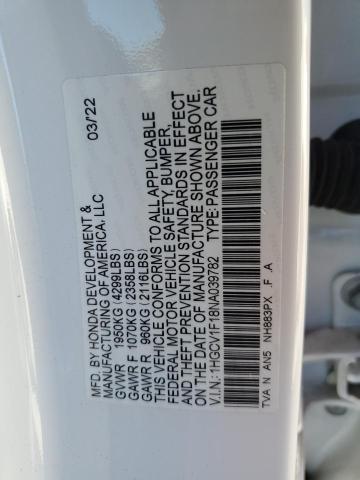 MFD. BY HONDA DEVELOPMENT &
MANUFACTURING OF AMERICA, LLC 03/'22
GVWR 1950KG (4299LBS)
GAWR F 1070KG (2358LBS)
GAWR R 960KG (2116LBS)
THIS VEHICLE CONFORMS TO ALL APPLICABLE
FEDERAL MOTOR VEHICLE SAFETY, BUMPER,
AND THEFT PREVENTION STANDARDS IN EFFECT
ON THE DATE OF MANUFACTURE SHOWN ABOVE.
V.I.N.:1HGCV1F18NA039782 TYPE:PASSENGER CAR
TVA N AN5 NH883PX .F .A